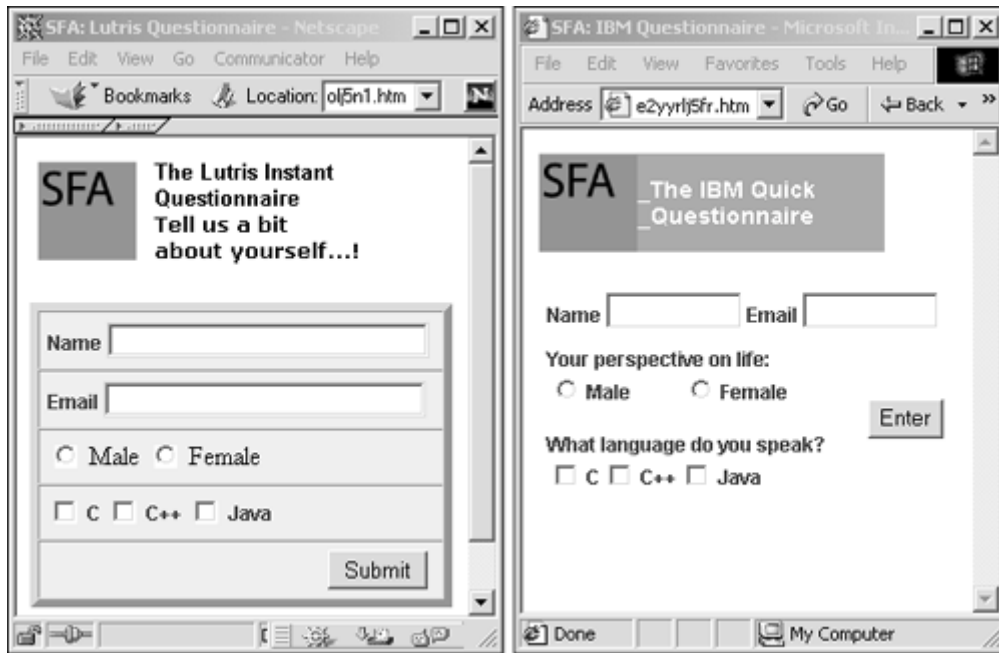 SFA: Lutris Questionnaire - Netscape
File Edit View Go Communicator Help
Bookmarks Location: olj5n1.htm
N
SFA
The Lutris Instant
Questionnaire
Tell us a bit
about yourself...!
Name
Email
Male Female
C C++ Java
Submit
SFA: IBM Questionnaire - Microsoft In...
File Edit View Favorites Tools Help
Address e2yyrlj5fr.htm Go Back »
SFA
_The IBM Quick
_Questionnaire
Name Email
Your perspective on life:
Male Female
Enter
What language do you speak?
C C++ Java
Done My Computer